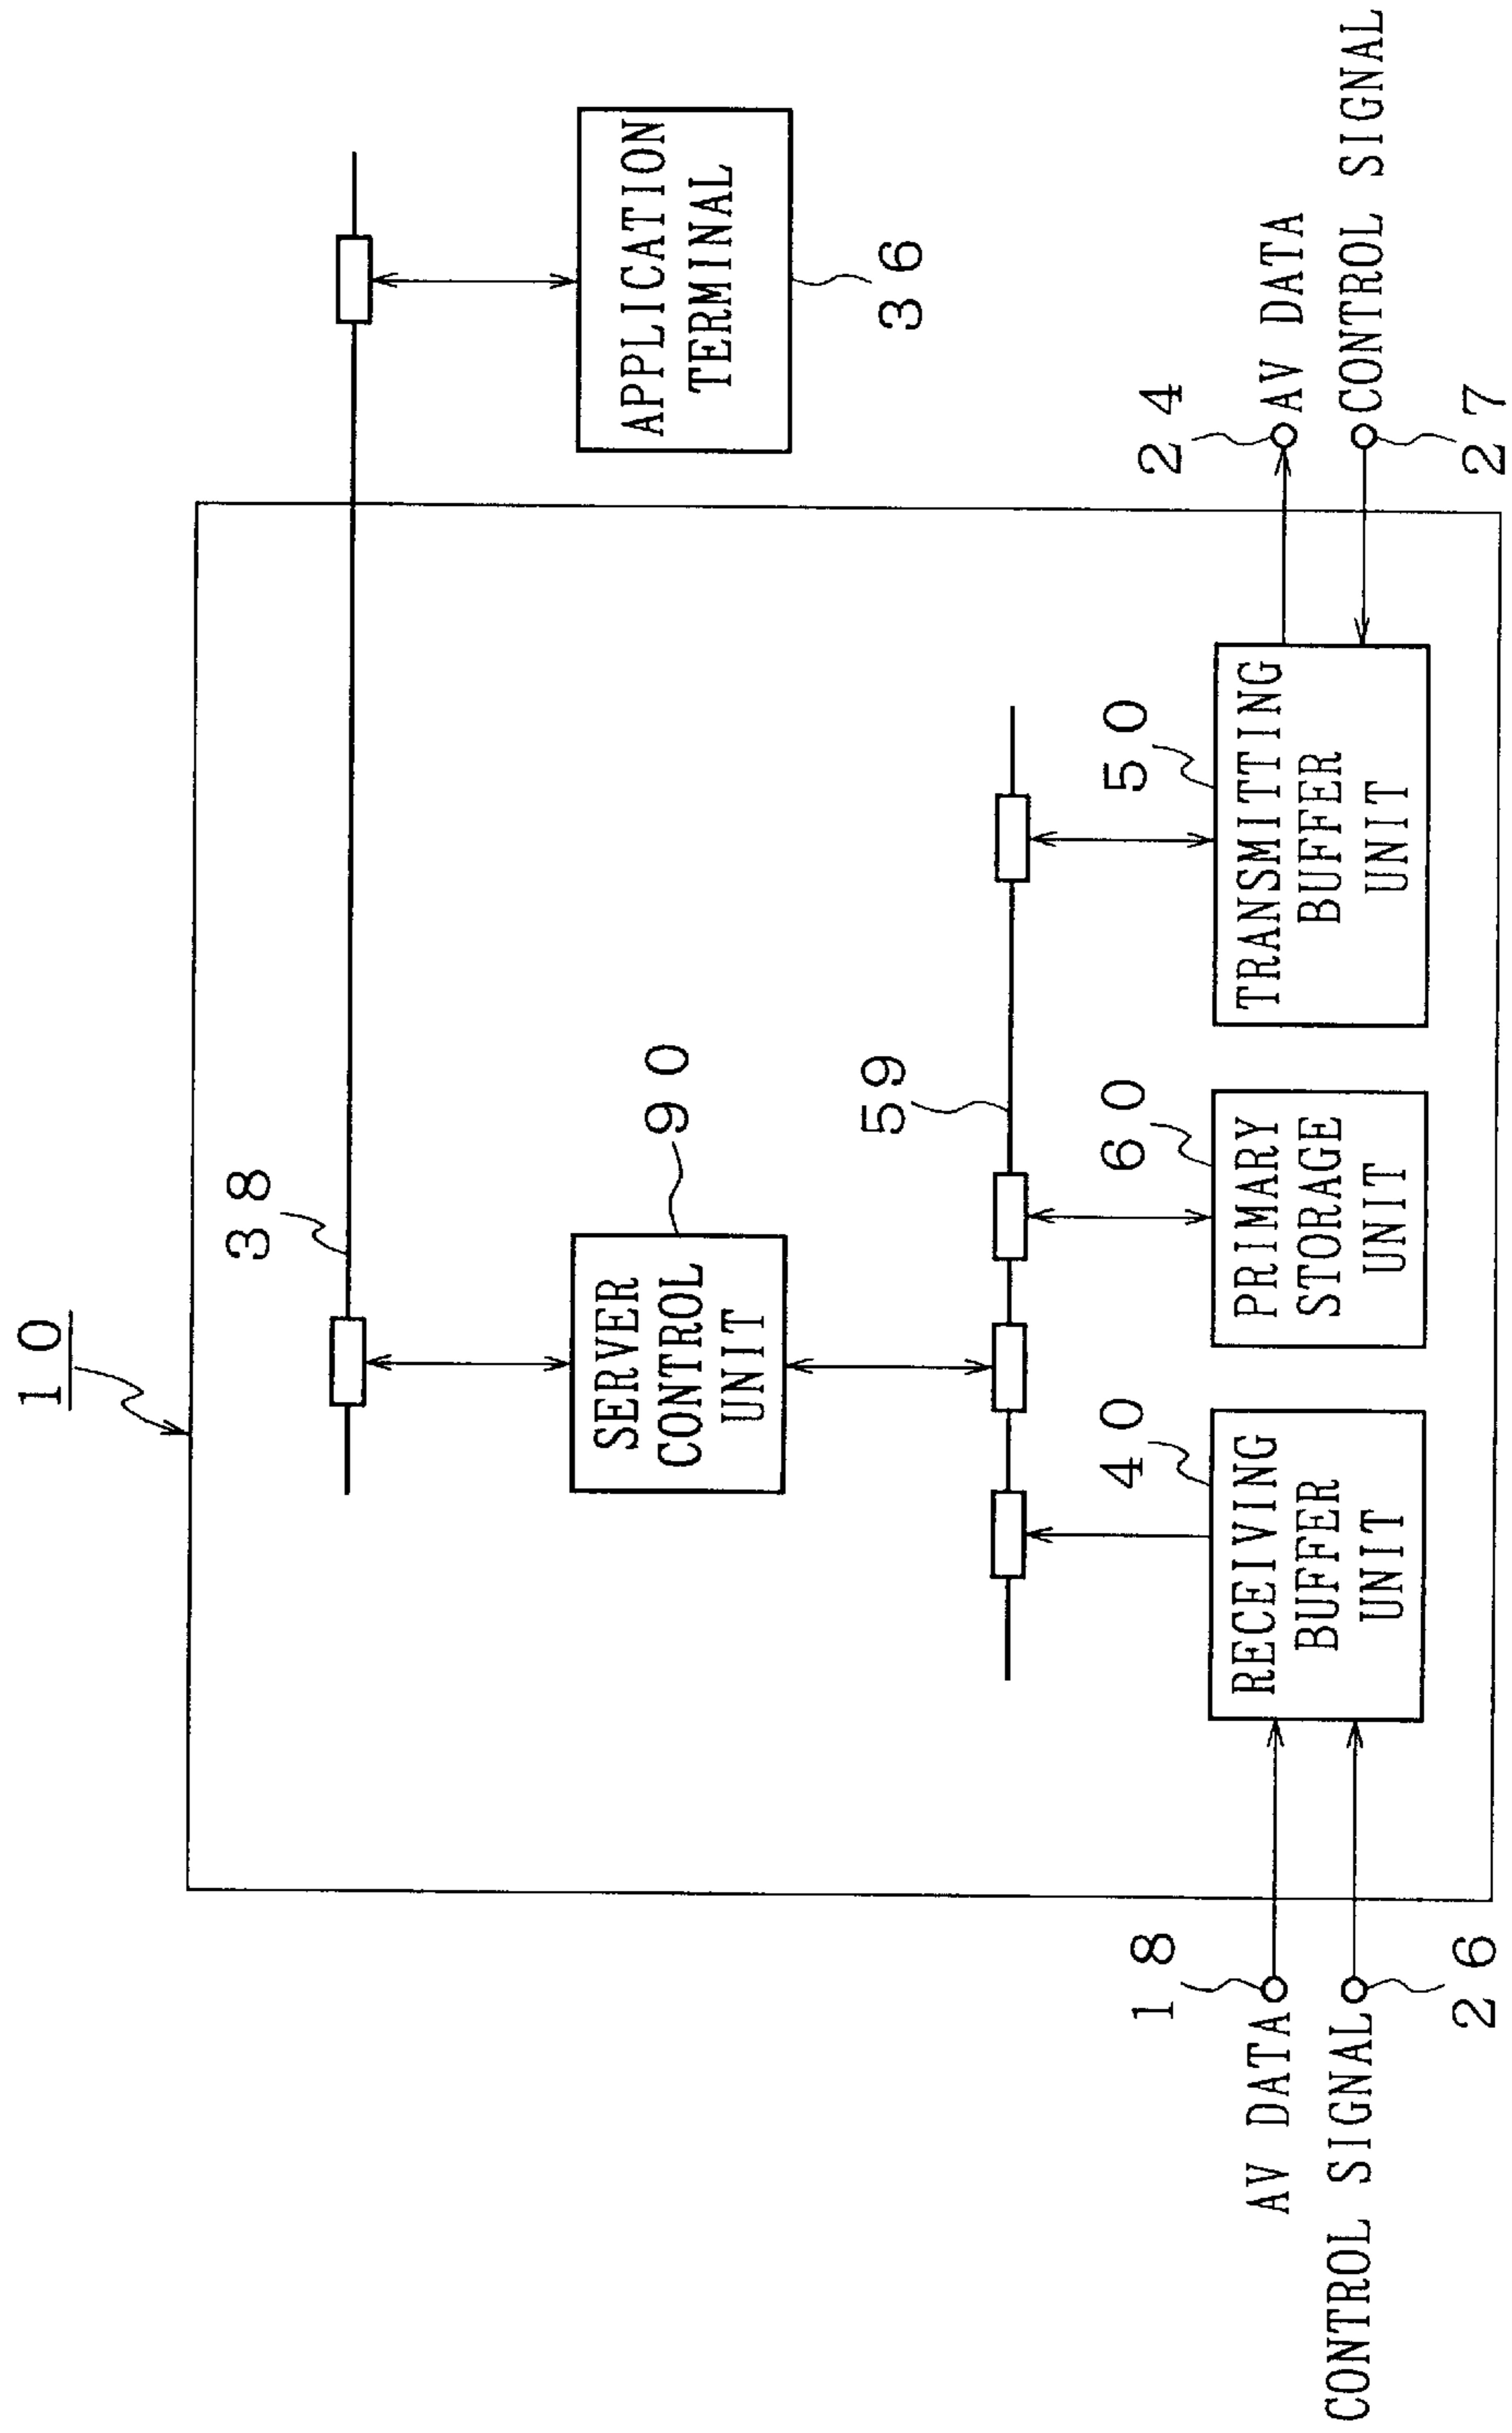 10
38
APPLICATION
TERMINAL
36
SERVER
CONTROL
UNIT
90
59
40
60
50
RECEIVING
BUFFER
UNIT
PRIMARY
STORAGE
UNIT
TRANSMITTING
BUFFER
UNIT
18
AV DATA
CONTROL SIGNAL
26
24
AV DATA
CONTROL SIGNAL
27